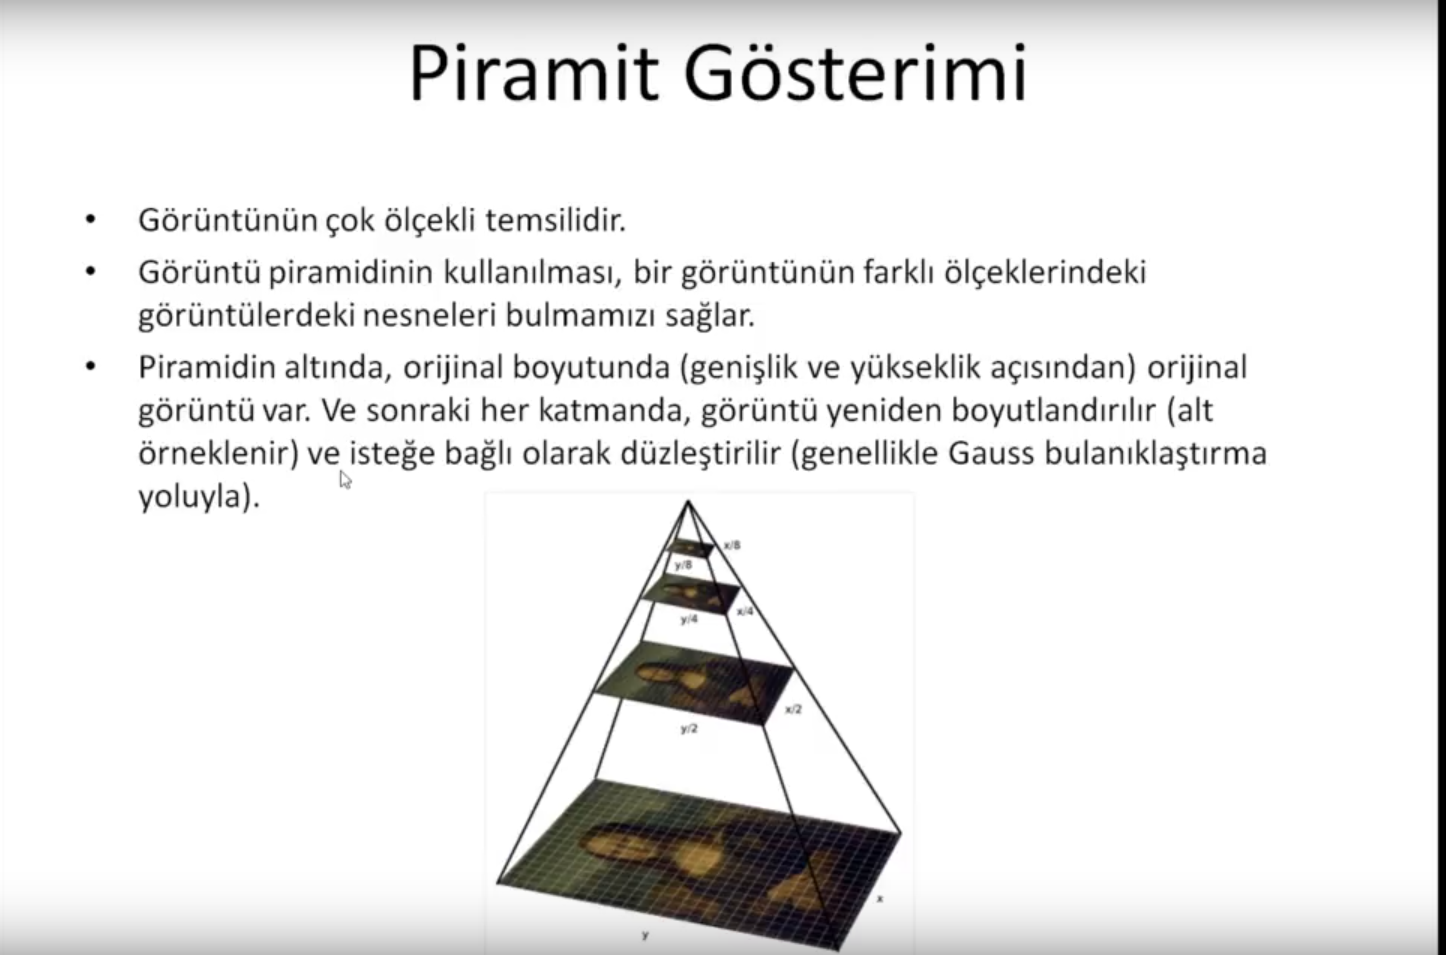 Piramit Gösterimi
• Görüntünün çok ölçekli temsilidir.
• Görüntü piramidinin kullanılması, bir görüntünün farklı ölçeklerindeki
görüntülerdeki nesneleri bulmamızı sağlar.
• Piramidin altında, orijinal boyutunda (genişlik ve yükseklik açısından) orijinal
görüntü var. Ve sonraki her katmanda, görüntü yeniden boyutlandırılır (alt
örneklenir) ve isteğe bağlı olarak düzleştirilir (genellikle Gauss bulanıklaştırma
yoluyla).
x/8
y/8
x/4
y/4
x/2
y/2
x
y